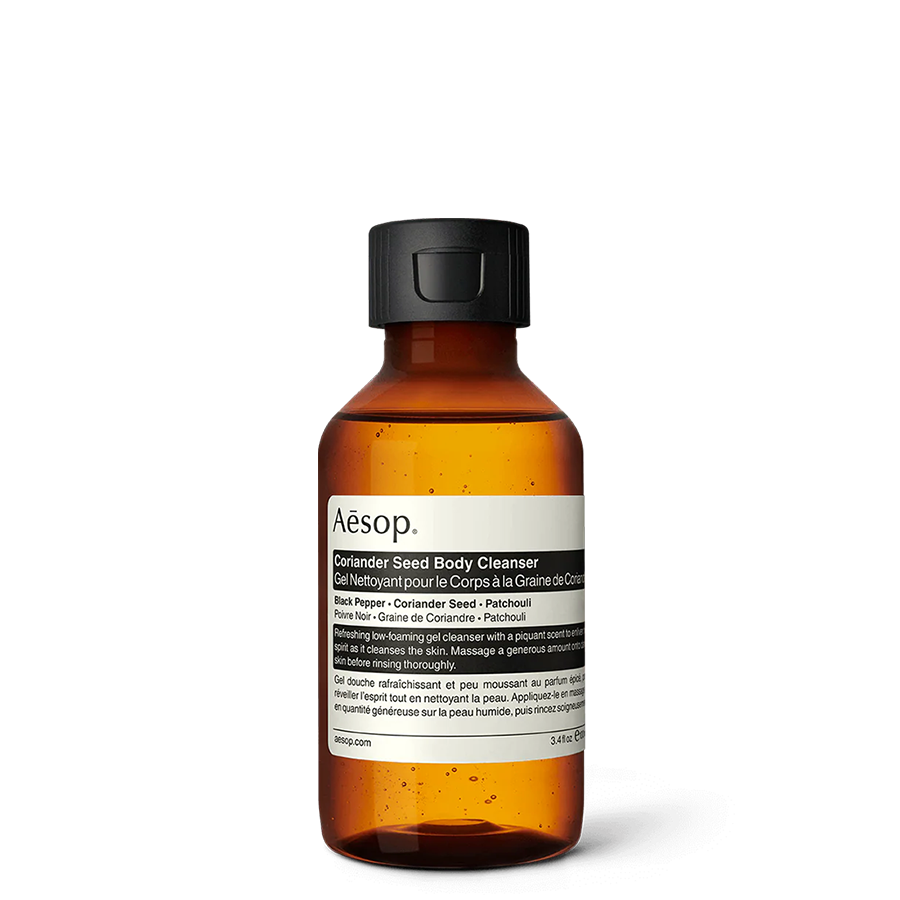 Aēsop®
Coriander Seed Body Cleanser
Gel Nettoyant pour le Corps à la Graine de
Black Pepper • Coriander Seed • Patchouli
Poivre Noir • Graine de Coriandre • Patchouli
Refreshing low-foaming gel cleanser with a piquant scent to
spirit as it cleanses the skin. Massage a generous amount onto
skin before rinsing thoroughly.
Gel douche rafraîchissant et peu moussant au parfum épicé,
réveiller l'esprit tout en nettoyant la peau. Appliquez-le en
en quantité généreuse sur la peau humide, puis rincez
aesop.com
3.4 fl oz ℮